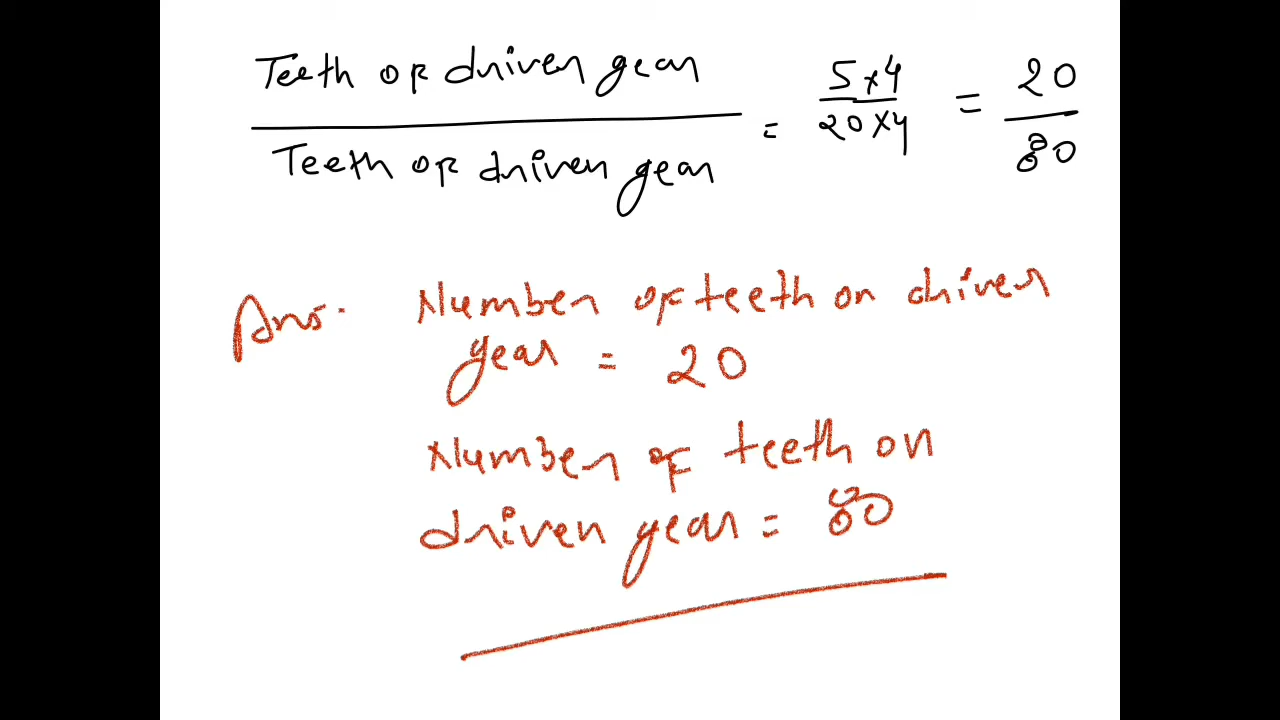 Teeth of driven gear
Teeth of driven gear
= 5x4 / 20x4 = 20 / 80
Ans. Number of teeth on driver
gear = 20
Number of teeth on
driven gear = 80